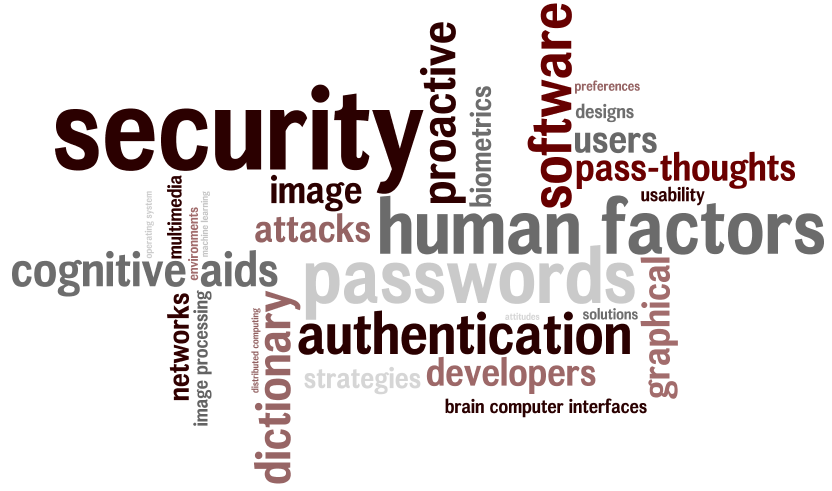 software
proactive
preferences
security
biometrics
designs
users
pass-thoughts
image
multimedia
operating system
environments
machine learning
usability
attacks
human factors
cognitive aids
passwords
graphical
networks
image processing
dictionary
distributed computing
attitudes
solutions
authentication
strategies
developers
brain computer interfaces